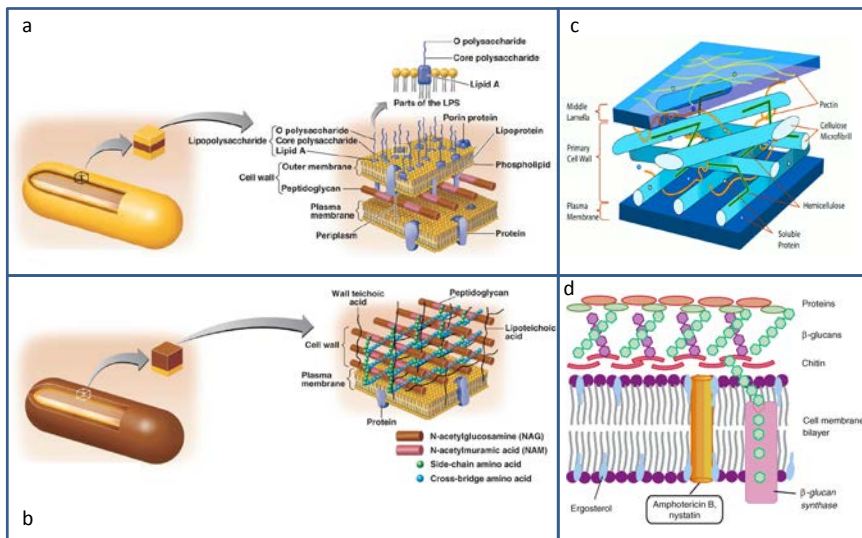 a
O polysaccharide
Core polysaccharide
Lipid A
Parts of the LPS
Porin protein
Lipoprotein
Phospholipid
Lipopolysaccharide
O polysaccharide
Core polysaccharide
Lipid A
Outer membrane
Cell wall
Peptidoglycan
Plasma
membrane
Periplasm
Protein
b
Wall teichoic
acid
Peptidoglycan
Lipoteichoic
acid
Cell wall
Plasma
membrane
Protein
N-acetylglucosamine (NAG)
N-acetylmuramic acid (NAM)
Side-chain amino acid
Cross-bridge amino acid
c
Middle
Lamella
Primary
Cell Wall
Plasma
Membrane
Pectin
Cellulose
Microfibrill
Hemicellulose
Soluble
Protein
d
Proteins
β-glucans
Chitin
Cell membrane
bilayer
β-glucan
synthase
Ergosterol
Amphotericin B,
nystatin